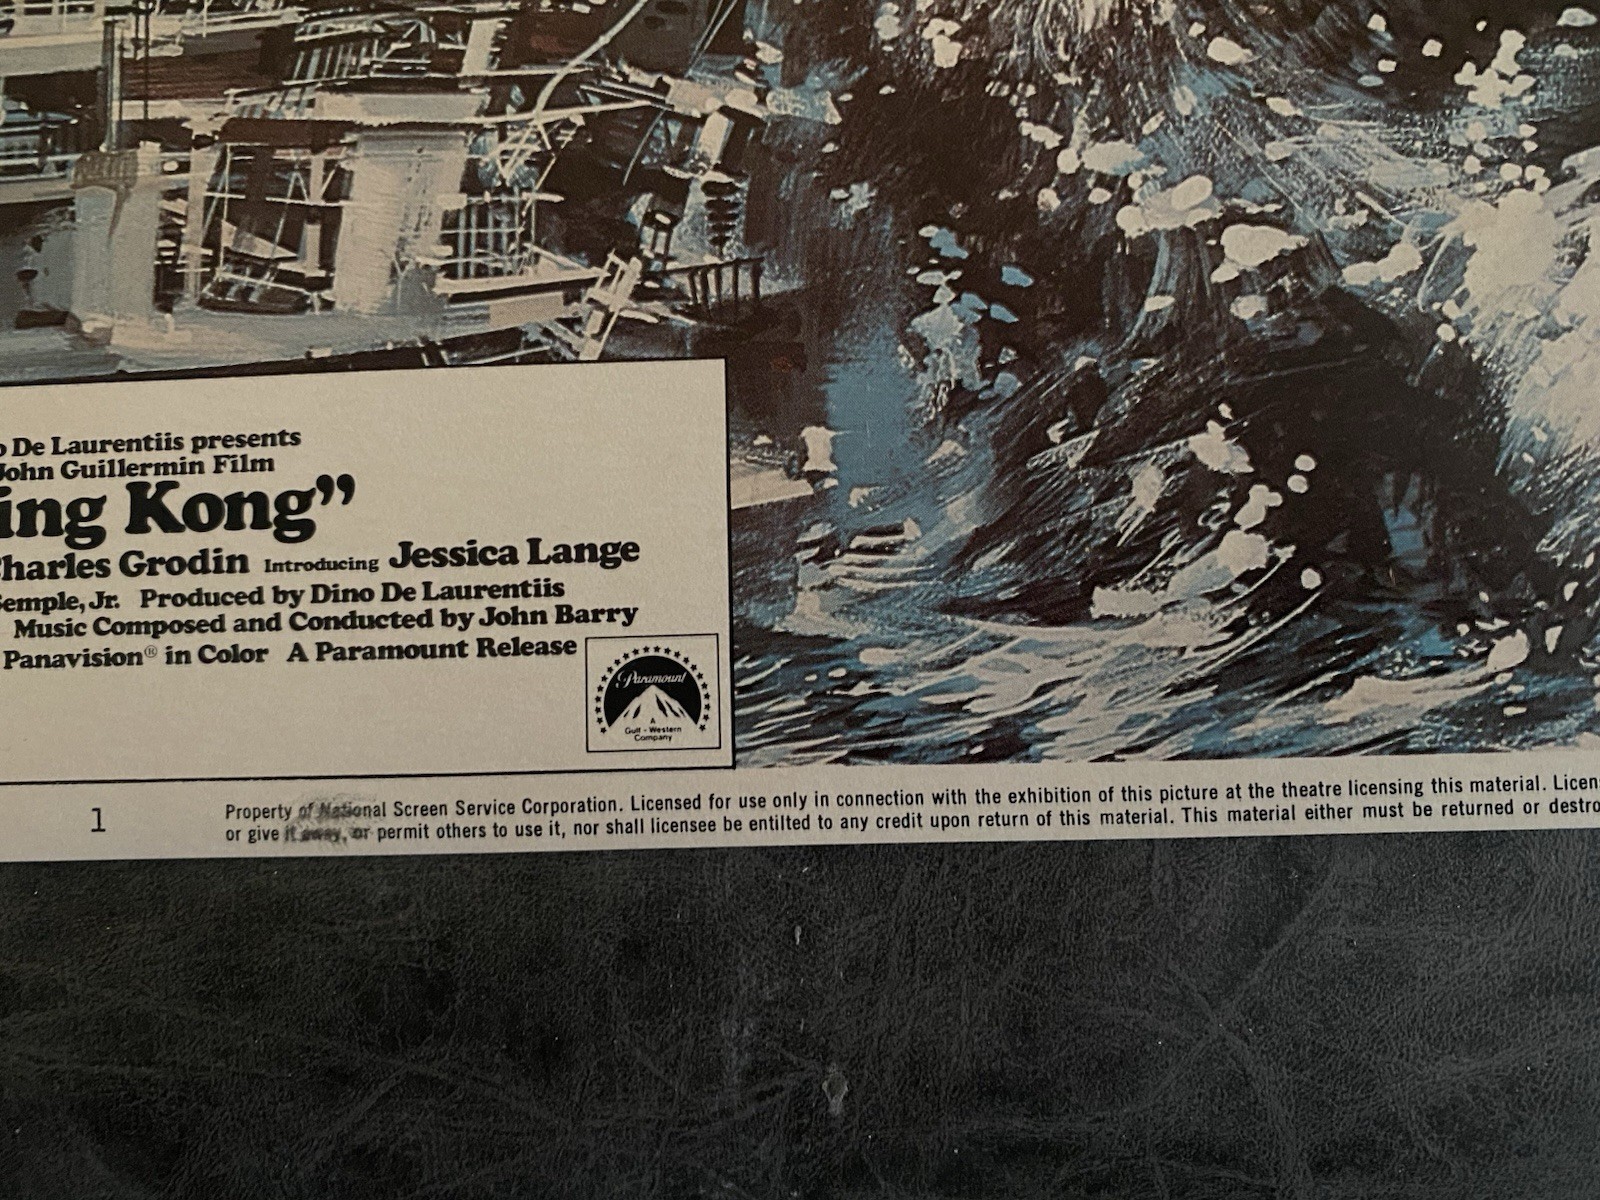 De Laurentiis presents
John Guillermin Film
ing Kong”
Charles Grodin Introducing Jessica Lange
Semple, Jr. Produced by Dino De Laurentiis
Music Composed and Conducted by John Barry
Panavision® in Color A Paramount Release
Paramount
A
Gulf + Western
Company
1
Property of National Screen Service Corporation. Licensed for use only in connection with the exhibition of this picture at the theatre licensing this material. Licen
or give it away, or permit others to use it, nor shall licensee be entilted to any credit upon return of this material. This material either must be returned or destro